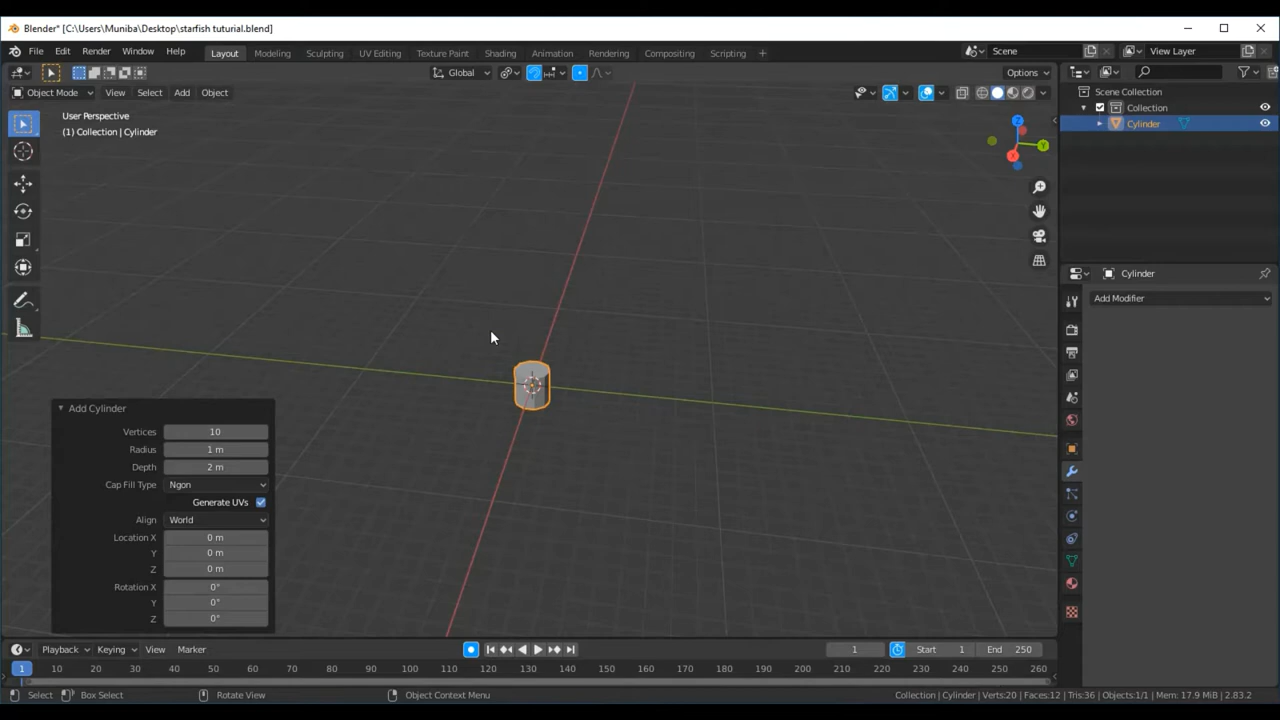 Blender* [C:\Users\Muniba\Desktop\starfish tuturial.blend]
File Edit Render Window Help Layout Modeling Sculpting UV Editing Texture Paint Shading Animation Rendering Compositing Scripting + Scene View Layer
Global Options
Object Mode View Select Add Object
User Perspective
(1) Collection | Cylinder
Z
Y
X
Scene Collection
Collection
Cylinder
Cylinder
Add Modifier
Add Cylinder
Vertices 10
Radius 1 m
Depth 2 m
Cap Fill Type Ngon
Generate UVs
Align World
Location X 0 m
Y 0 m
Z 0 m
Rotation X 0°
Y 0°
Z 0°
Playback Keying View Marker 1 Start 1 End 250
1 10 20 30 40 50 60 70 80 90 100 110 120 130 140 150 160 170 180 190 200 210 220 230 240 250 260
Select Box Select Rotate View Object Context Menu Collection | Cylinder | Verts:20 | Faces:12 | Tris:36 | Objects:1/1 | Mem: 17.9 MiB | 2.83.2